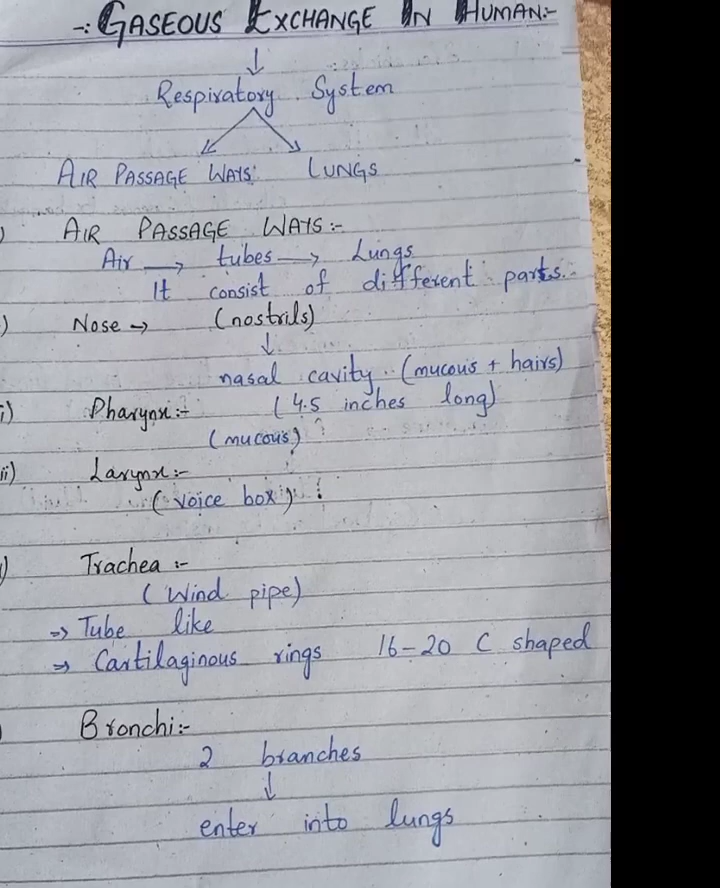 -: GASEOUS EXCHANGE IN HUMAN:-
↓
Respiratory System
AIR PASSAGE WAYS LUNGS
) AIR PASSAGE WAYS:-
Air → tubes → Lungs
It consist of different parts.
) Nose → (nostrils)
↓
nasal cavity (mucous + hairs)
i) Pharynx:- (4.5 inches long)
(mucous)
ii) Larynx:-
(voice box)
) Trachea :-
(Wind pipe)
⇒ Tube like
⇒ Cartilaginous rings 16-20 C shaped
) Bronchi:-
2 branches
↓
enter into lungs